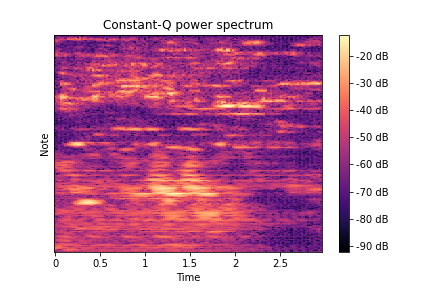 Constant-Q power spectrum
Note
-20 dB
-30 dB
-40 dB
-50 dB
-60 dB
-70 dB
-80 dB
-90 dB
0
0.5
1
1.5
2
2.5
Time